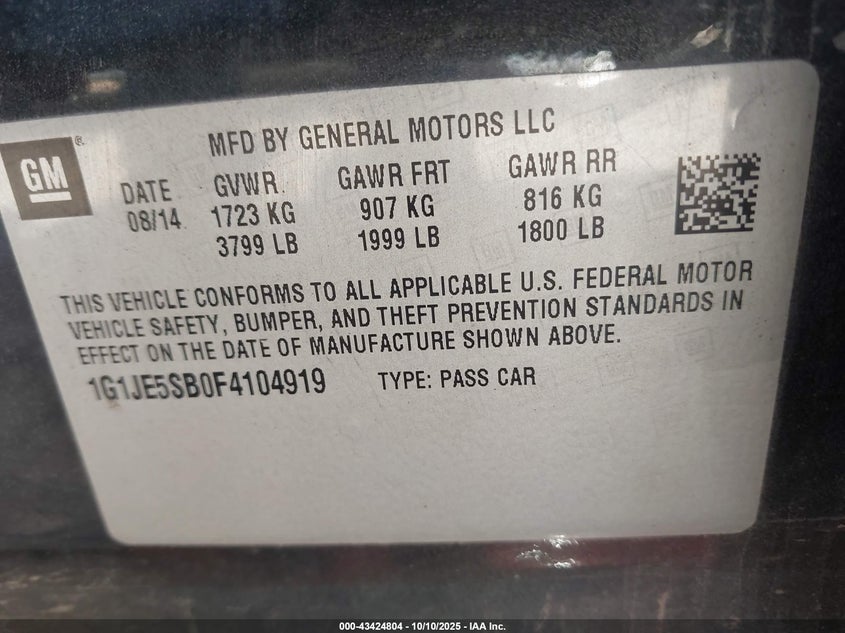 MFD BY GENERAL MOTORS LLC
GM®
DATE GVWR GAWR FRT GAWR RR
08/14 1723 KG 907 KG 816 KG
3799 LB 1999 LB 1800 LB
THIS VEHICLE CONFORMS TO ALL APPLICABLE U.S. FEDERAL MOTOR
VEHICLE SAFETY, BUMPER, AND THEFT PREVENTION STANDARDS IN
EFFECT ON THE DATE OF MANUFACTURE SHOWN ABOVE.
1G1JE5SB0F4104919 TYPE: PASS CAR
000-43424804 - 10/10/2025 - IAA Inc.